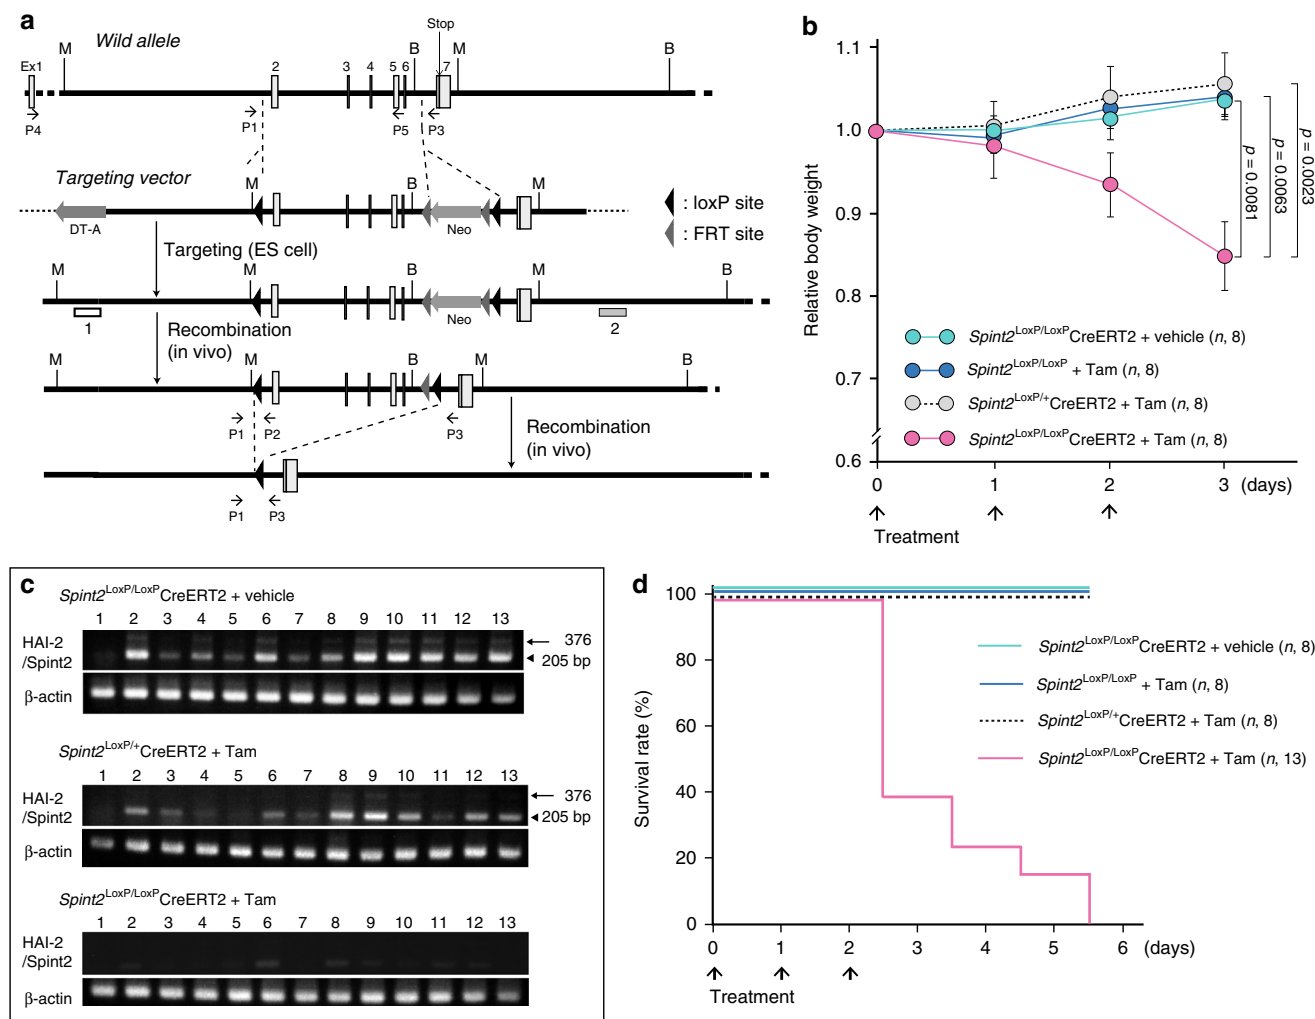 a
Wild allele
Stop
M B M B
Ex1 2 3 4 5 6 7
P4 P1 P5 P3
Targeting vector
M B M
DT-A Neo
: loxP site
: FRT site
Targeting (ES cell)
M M B M B
1 Neo 2
Recombination
(in vivo)
M M B M B
P1 P2 P3
Recombination
(in vivo)
P1 P3
b
Relative body weight
1.1
1.0
0.9
0.8
0.7
0.6
p = 0.0081
p = 0.0063
p = 0.0023
Spint2LoxP/LoxPCreERT2 + vehicle (n, 8)
Spint2LoxP/LoxP + Tam (n, 8)
Spint2LoxP/+CreERT2 + Tam (n, 8)
Spint2LoxP/LoxPCreERT2 + Tam (n, 8)
0 1 2 3 (days)
Treatment
c
Spint2LoxP/LoxPCreERT2 + vehicle
1 2 3 4 5 6 7 8 9 10 11 12 13
HAI-2
/Spint2
376
205 bp
β-actin
Spint2LoxP/+CreERT2 + Tam
1 2 3 4 5 6 7 8 9 10 11 12 13
HAI-2
/Spint2
376
205 bp
β-actin
Spint2LoxP/LoxPCreERT2 + Tam
1 2 3 4 5 6 7 8 9 10 11 12 13
HAI-2
/Spint2
β-actin
d
Survival rate (%)
100
80
60
40
20
0
Spint2LoxP/LoxPCreERT2 + vehicle (n, 8)
Spint2LoxP/LoxP + Tam (n, 8)
Spint2LoxP/+CreERT2 + Tam (n, 8)
Spint2LoxP/LoxPCreERT2 + Tam (n, 13)
0 1 2 3 4 5 6 (days)
Treatment